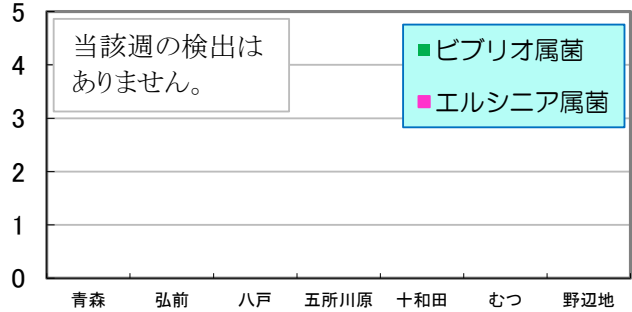 5
4
3
2
1
0
当該週の検出は
ありません。
■ビブリオ属菌
■エルシニア属菌
青森 弘前 八戸 五所川原 十和田 むつ 野辺地